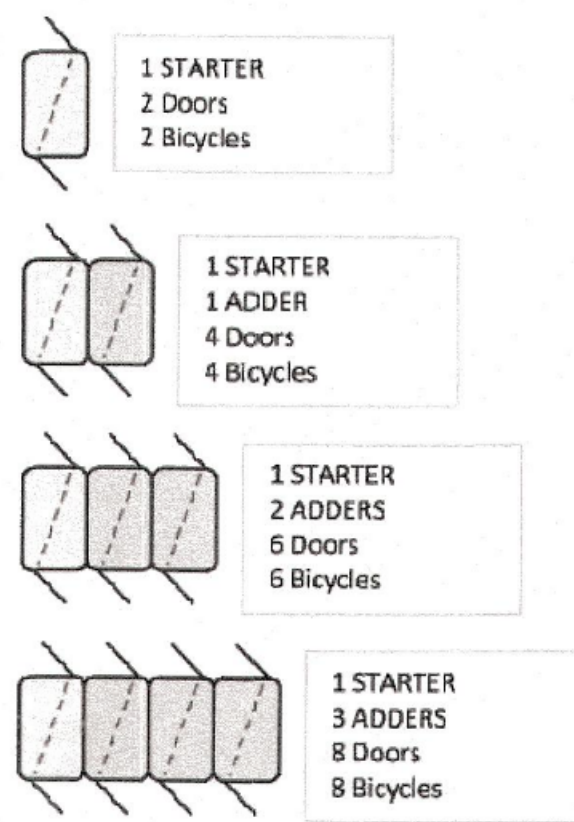 1 STARTER
2 Doors
2 Bicycles
1 STARTER
1 ADDER
4 Doors
4 Bicycles
1 STARTER
2 ADDERS
6 Doors
6 Bicycles
1 STARTER
3 ADDERS
8 Doors
8 Bicycles